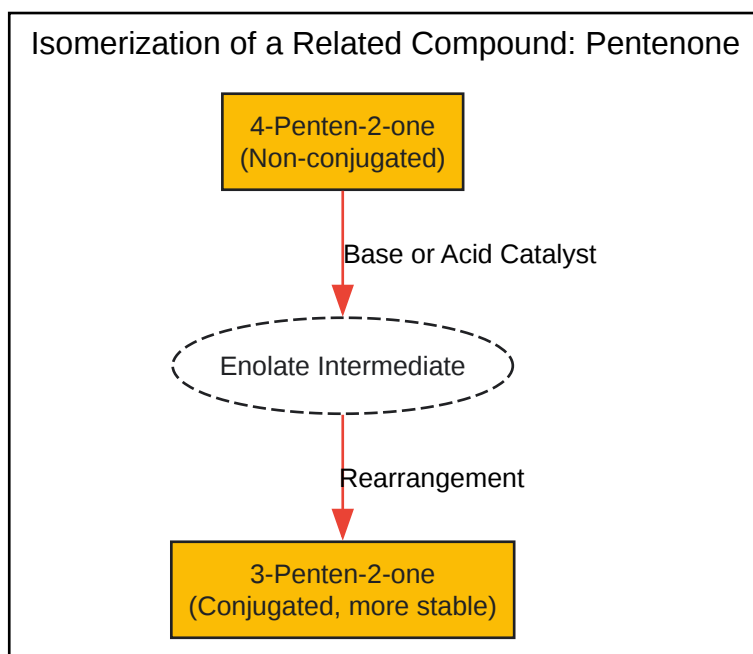 Isomerization of a Related Compound: Pentenone
4-Penten-2-one
(Non-conjugated)
Base or Acid Catalyst
Enolate Intermediate
Rearrangement
3-Penten-2-one
(Conjugated, more stable)